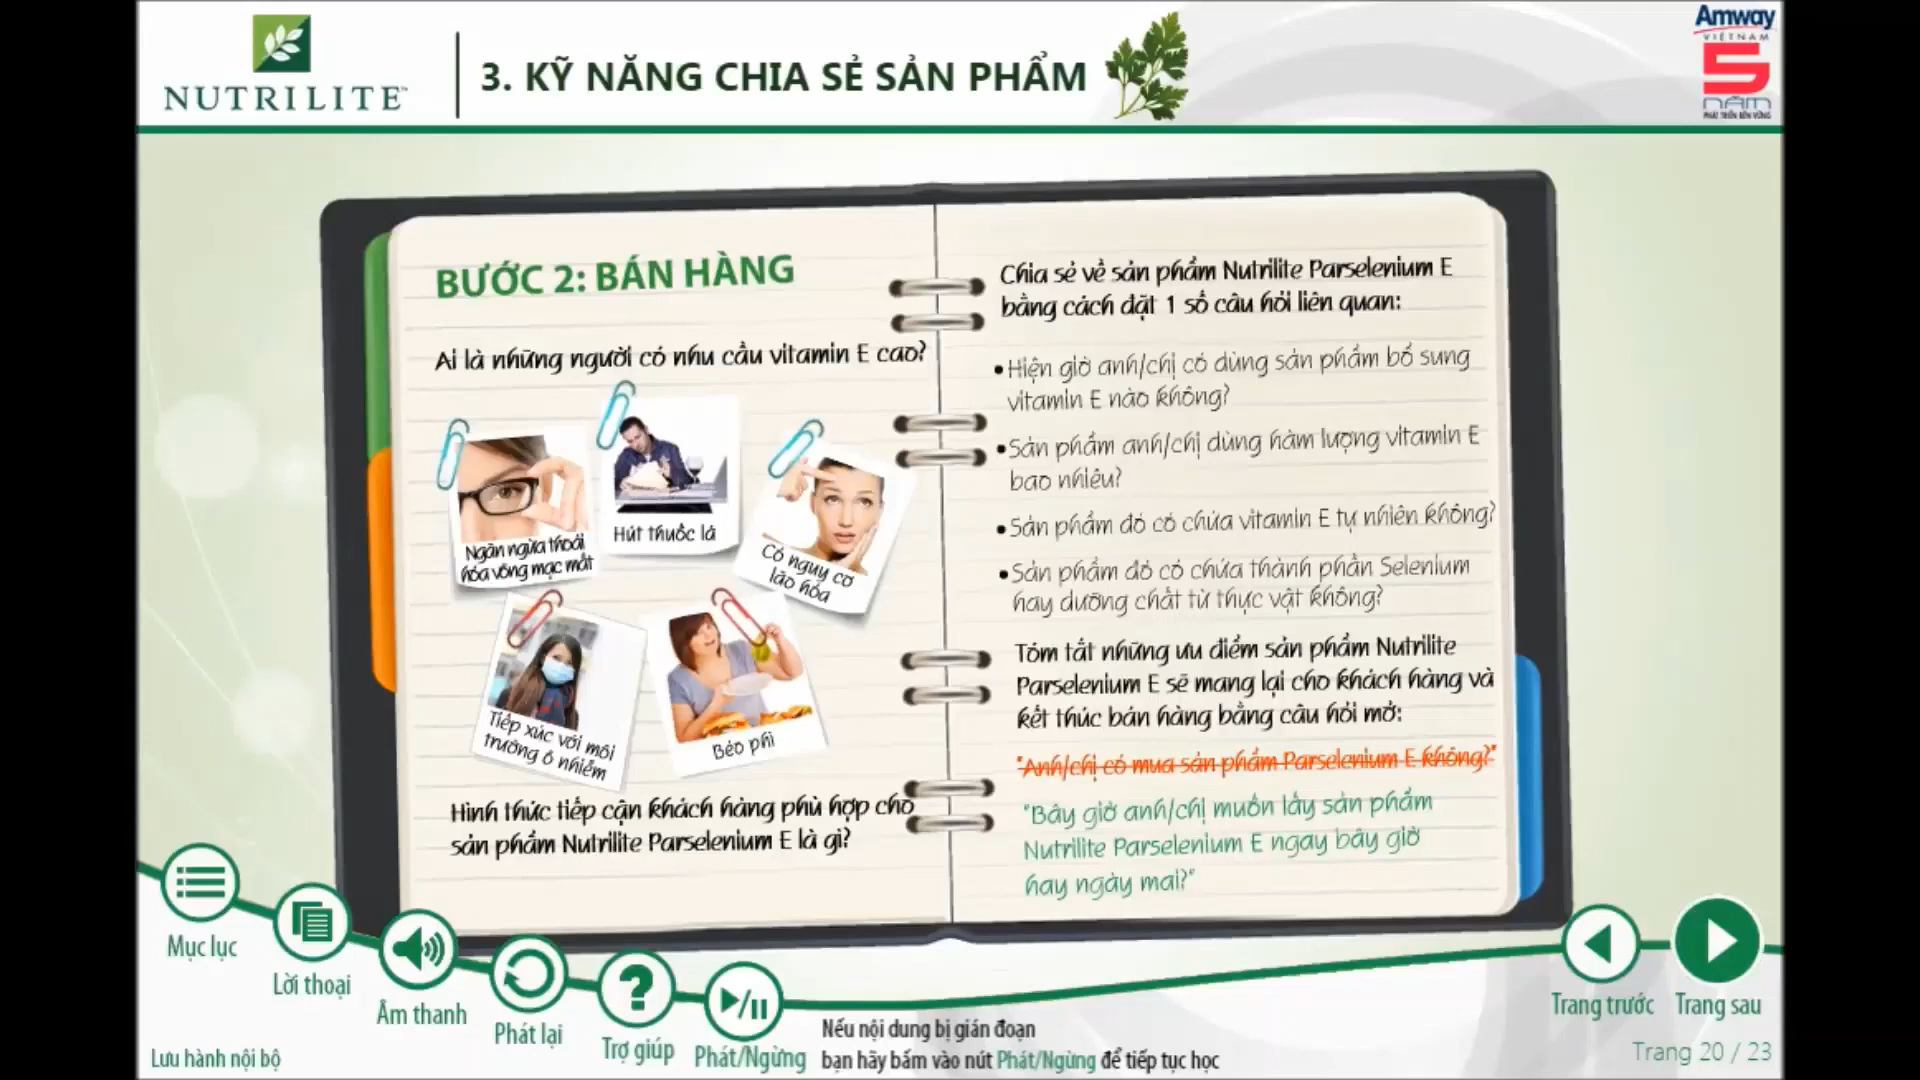 NUTRILITE™
3. KỸ NĂNG CHIA SẺ SẢN PHẨM
Amway
VIETNAM
5
NĂM
PHÁT TRIỂN BỀN VỮNG
BƯỚC 2: BÁN HÀNG
Ai là những người có nhu cầu vitamin E cao?
Ngăn ngừa thoái
hóa võng mạc mắt
Hút thuốc lá
Có nguy cơ
lão hóa
Tiếp xúc với môi
trường ô nhiễm
Béo phì
Hình thức tiếp cận khách hàng phù hợp cho
sản phẩm Nutrilite Parselenium E là gì?
Chia sẻ về sản phẩm Nutrilite Parselenium E
bằng cách đặt 1 số câu hỏi liên quan:
•Hiện giờ anh/chị có dùng sản phẩm bổ sung
vitamin E nào không?
•Sản phẩm anh/chị dùng hàm lượng vitamin E
bao nhiêu?
•Sản phẩm đó có chứa vitamin E tự nhiên không?
•Sản phẩm đó có chứa thành phần Selenium
hay dưỡng chất từ thực vật không?
Tóm tắt những ưu điểm sản phẩm Nutrilite
Parselenium E sẽ mang lại cho khách hàng và
kết thúc bán hàng bằng câu hỏi mở:
"Anh/chị có mua sản phẩm Parselenium E không?"
"Bây giờ anh/chị muốn lấy sản phẩm
Nutrilite Parselenium E ngay bây giờ
hay ngày mai?"
Mục lục
Lời thoại
Âm thanh
Phát lại
Trợ giúp
Phát/Ngừng
Nếu nội dung bị gián đoạn
bạn hãy bấm vào nút Phát/Ngừng để tiếp tục học
Trang trước
Trang sau
Lưu hành nội bộ
Trang 20 / 23